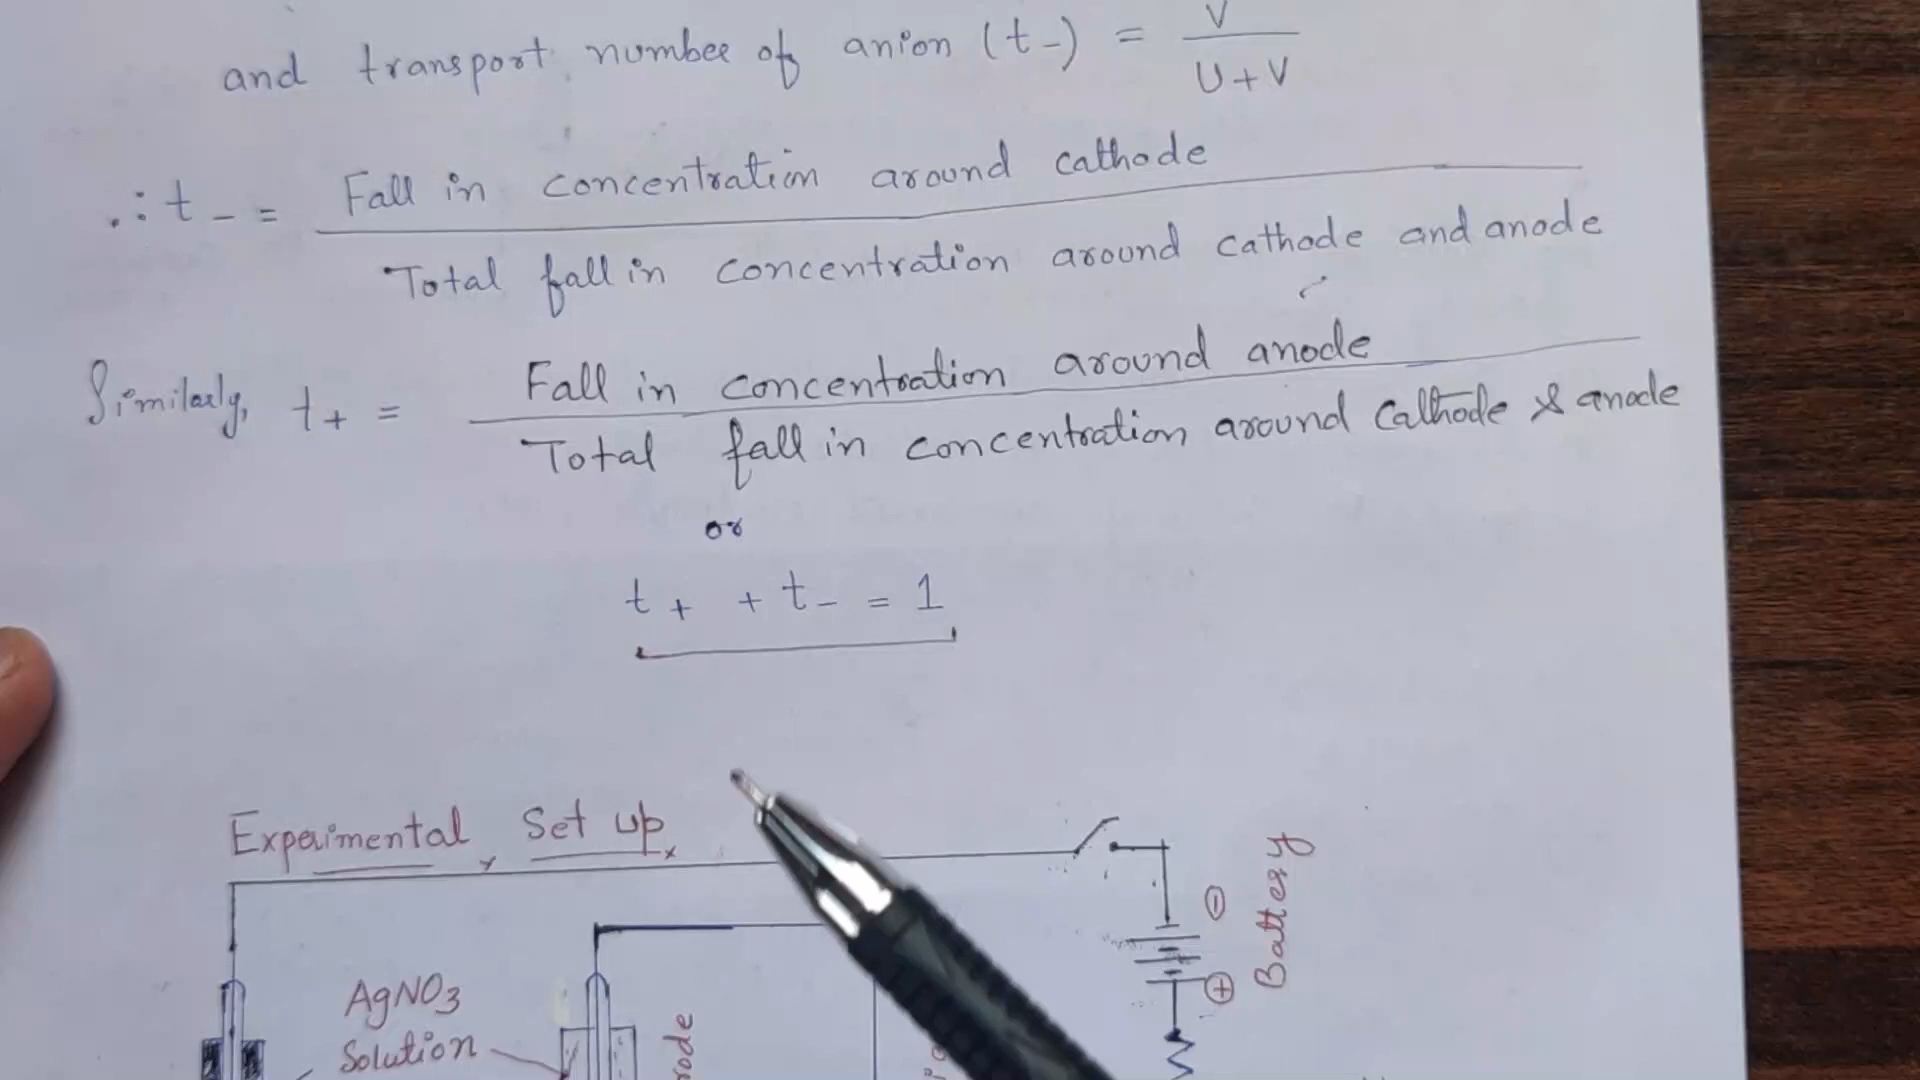 and transport number of anion (t-) = V / U+V
∴ t- = Fall in concentration around cathode
Total fall in concentration around cathode and anode
Similarly, t+ = Fall in concentration around anode
Total fall in concentration around Cathode & anode
or
t+ + t- = 1
Experimental Set up
AgNO3
Solution
Battery